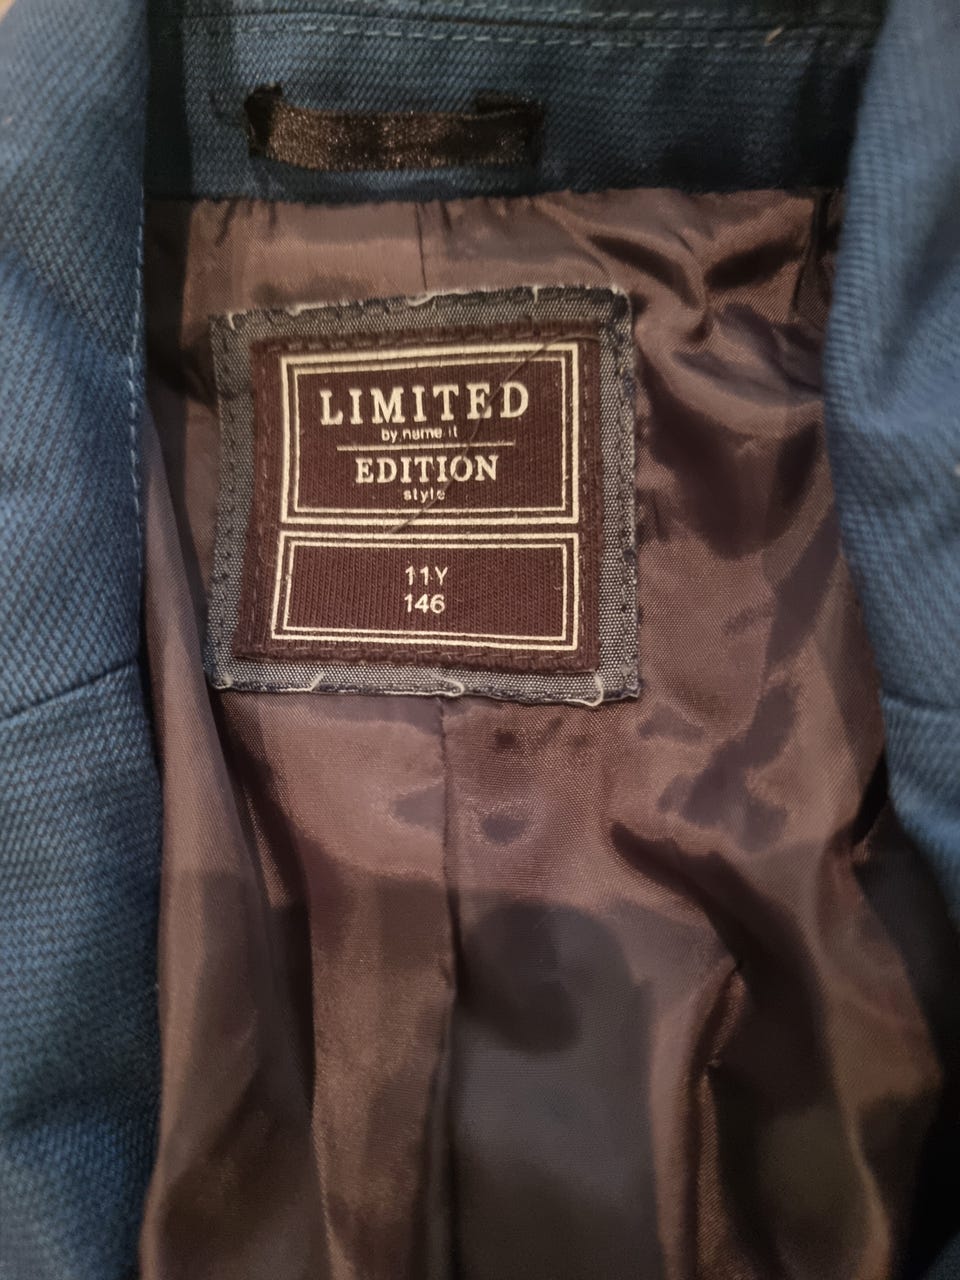 LIMITED
by name it
EDITION
style
11Y
146